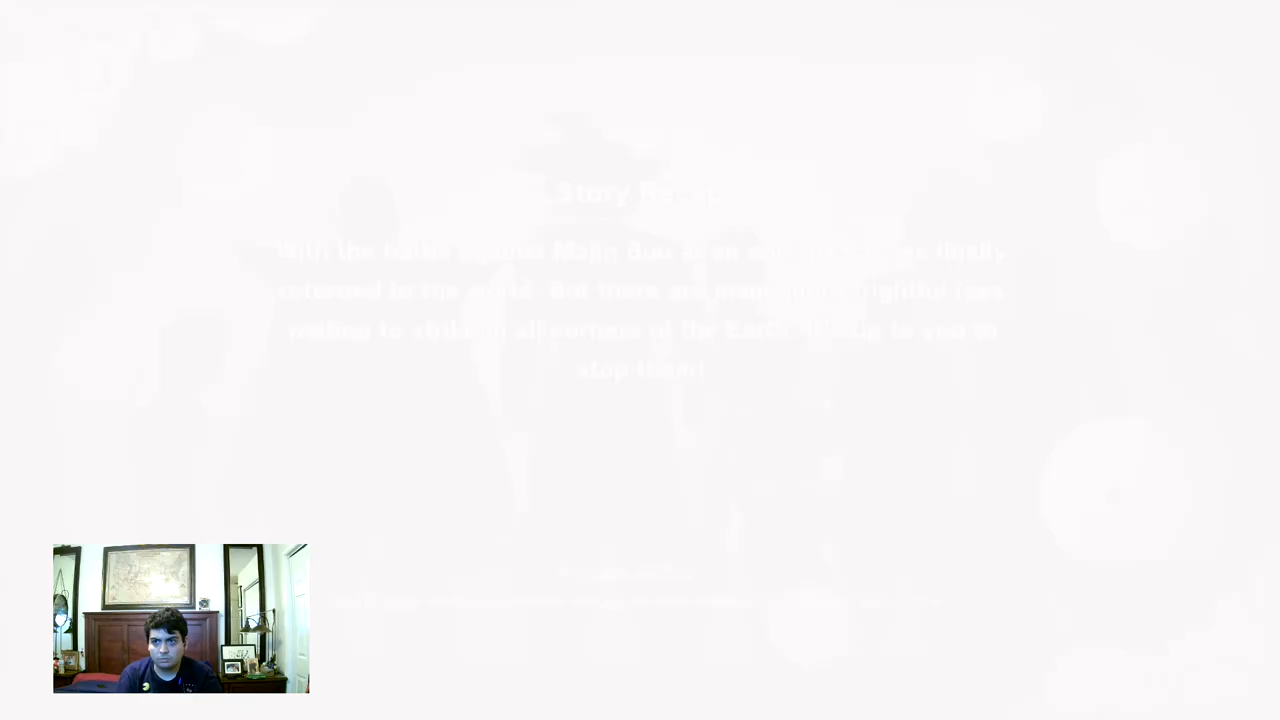 Story Recap
With the battle against Majin Buu at an end, peace has finally
returned to the world. But there are many more frightful foes
waiting to strike in all corners of the Earth. It's up to you to
stop them!